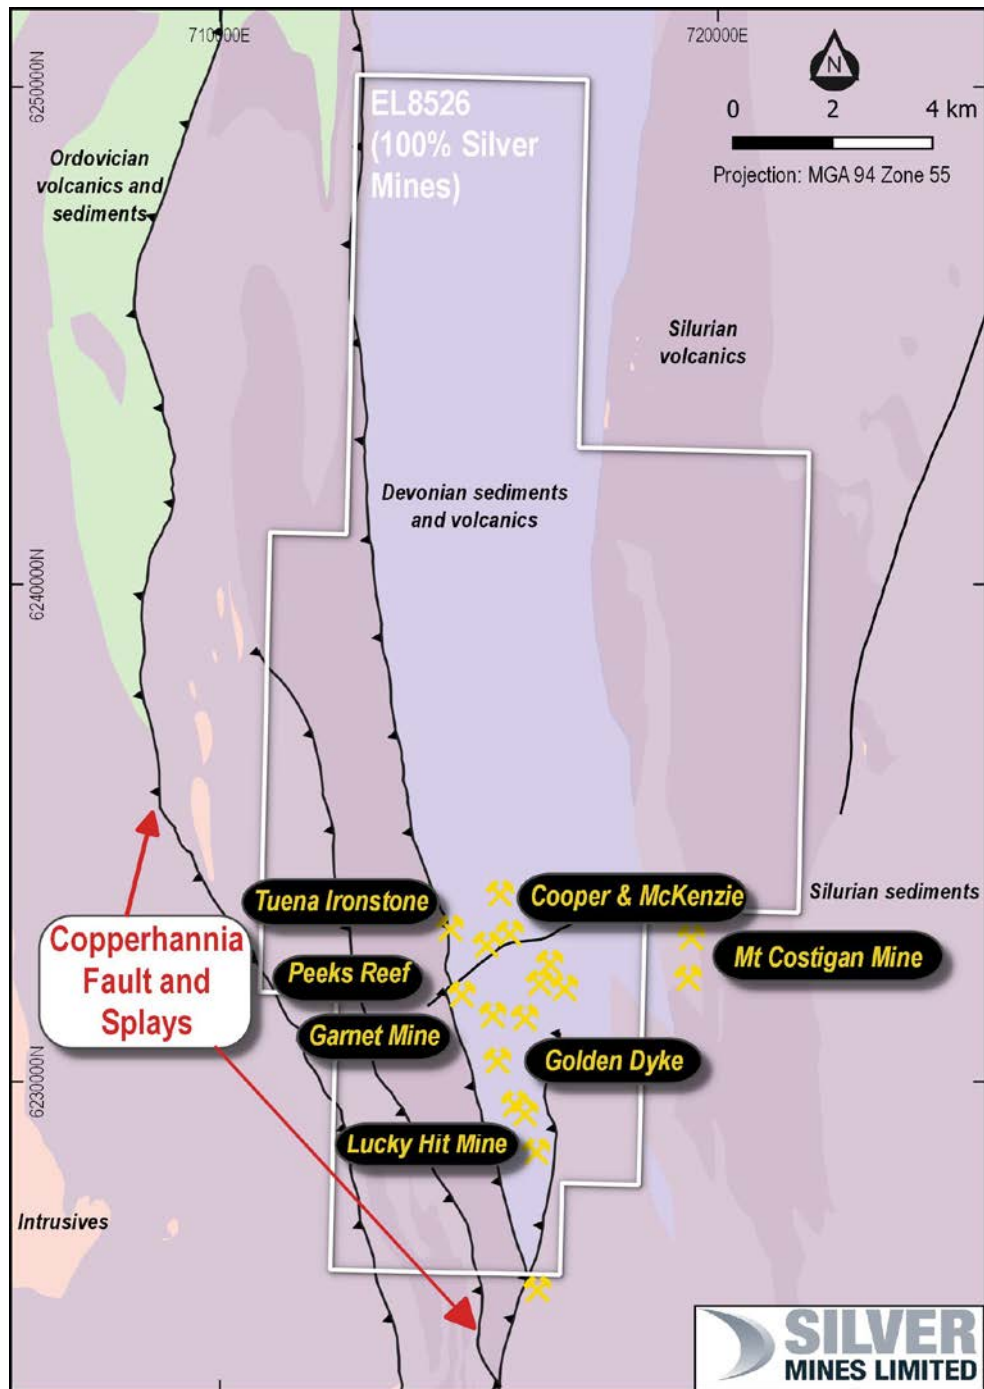 710000E
720000E
6250000N
N
EL8526
(100% Silver
Mines)
0 2 4 km
Projection: MGA 94 Zone 55
Ordovician
volcanics and
sediments
Silurian
volcanics
Devonian sediments
and volcanics
6240000N
Tuena Ironstone
Cooper & McKenzie
Silurian sediments
Copperhannia
Fault and
Splays
Peeks Reef
Mt Costigan Mine
Garnet Mine
Golden Dyke
6230000N
Lucky Hit Mine
Intrusives
SILVER
MINES LIMITED